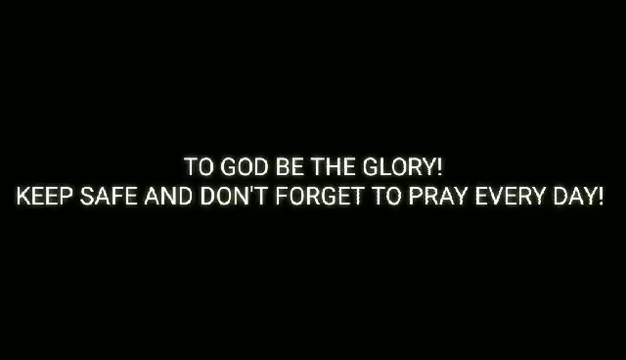 TO GOD BE THE GLORY!
KEEP SAFE AND DON'T FORGET TO PRAY EVERY DAY!